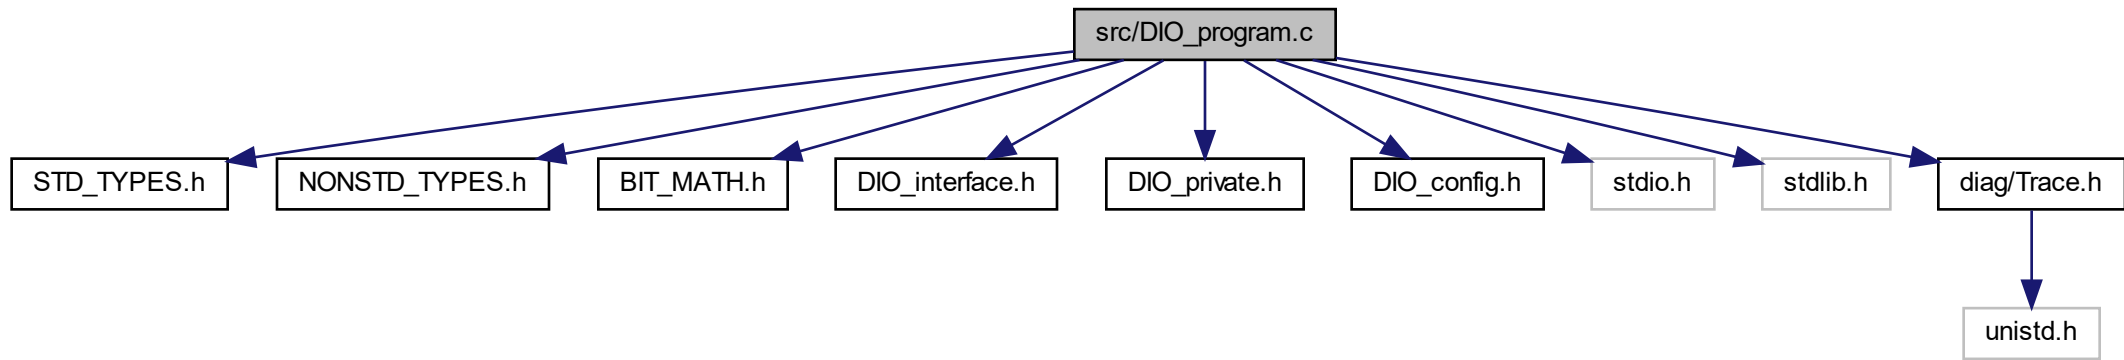 src/DIO_program.c
STD_TYPES.h
NONSTD_TYPES.h
BIT_MATH.h
DIO_interface.h
DIO_private.h
DIO_config.h
stdio.h
stdlib.h
diag/Trace.h
unistd.h